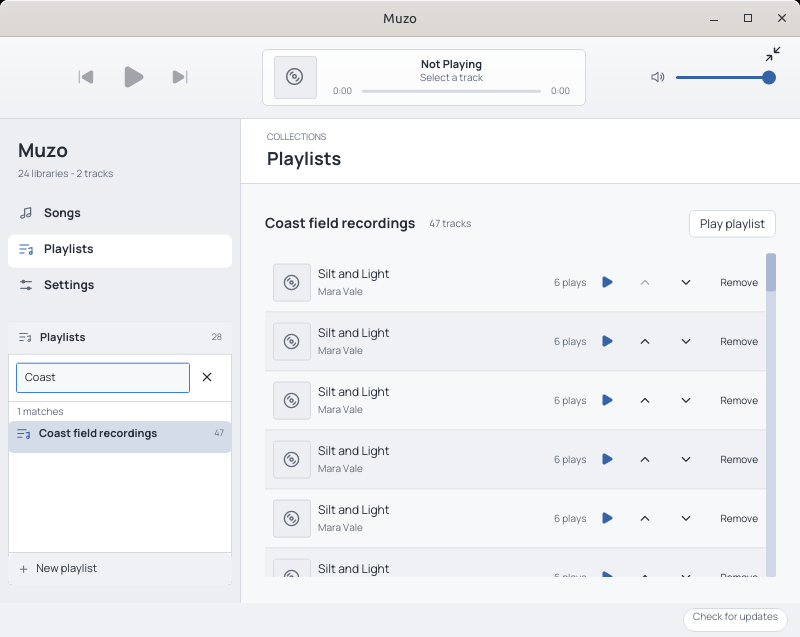 Muzo
Not Playing
Select a track
0:00
0:00
Muzo
24 libraries - 2 tracks
Songs
Playlists
Settings
Playlists 28
Coast
1 matches
Coast field recordings 47
New playlist
COLLECTIONS
Playlists
Coast field recordings 47 tracks Play playlist
Silt and Light
Mara Vale
6 plays Remove
Silt and Light
Mara Vale
6 plays Remove
Silt and Light
Mara Vale
6 plays Remove
Silt and Light
Mara Vale
6 plays Remove
Silt and Light
Mara Vale
6 plays Remove
Silt and Light
6 plays Remove
Check for updates